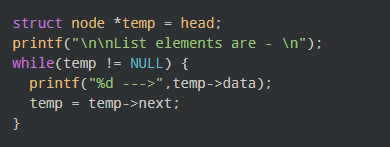 struct node *temp = head;
printf("\n\nList elements are - \n");
while(temp != NULL) {
  printf("%d --->",temp->data);
  temp = temp->next;
}